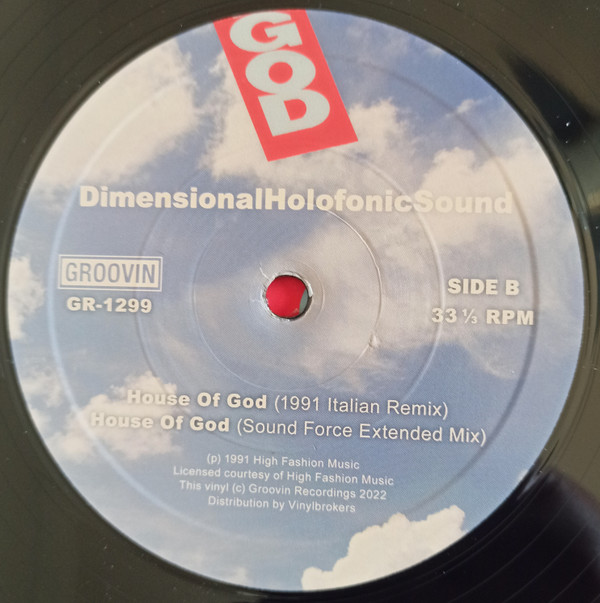 GOD
DimensionalHolofonicSound
GROOVIN
GR-1299
SIDE B
33 ⅓ RPM
House Of God (1991 Italian Remix)
House Of God (Sound Force Extended Mix)
(p) 1991 High Fashion Music
Licensed courtesy of High Fashion Music
This vinyl (c) Groovin Recordings 2022
Distribution by Vinylbrokers